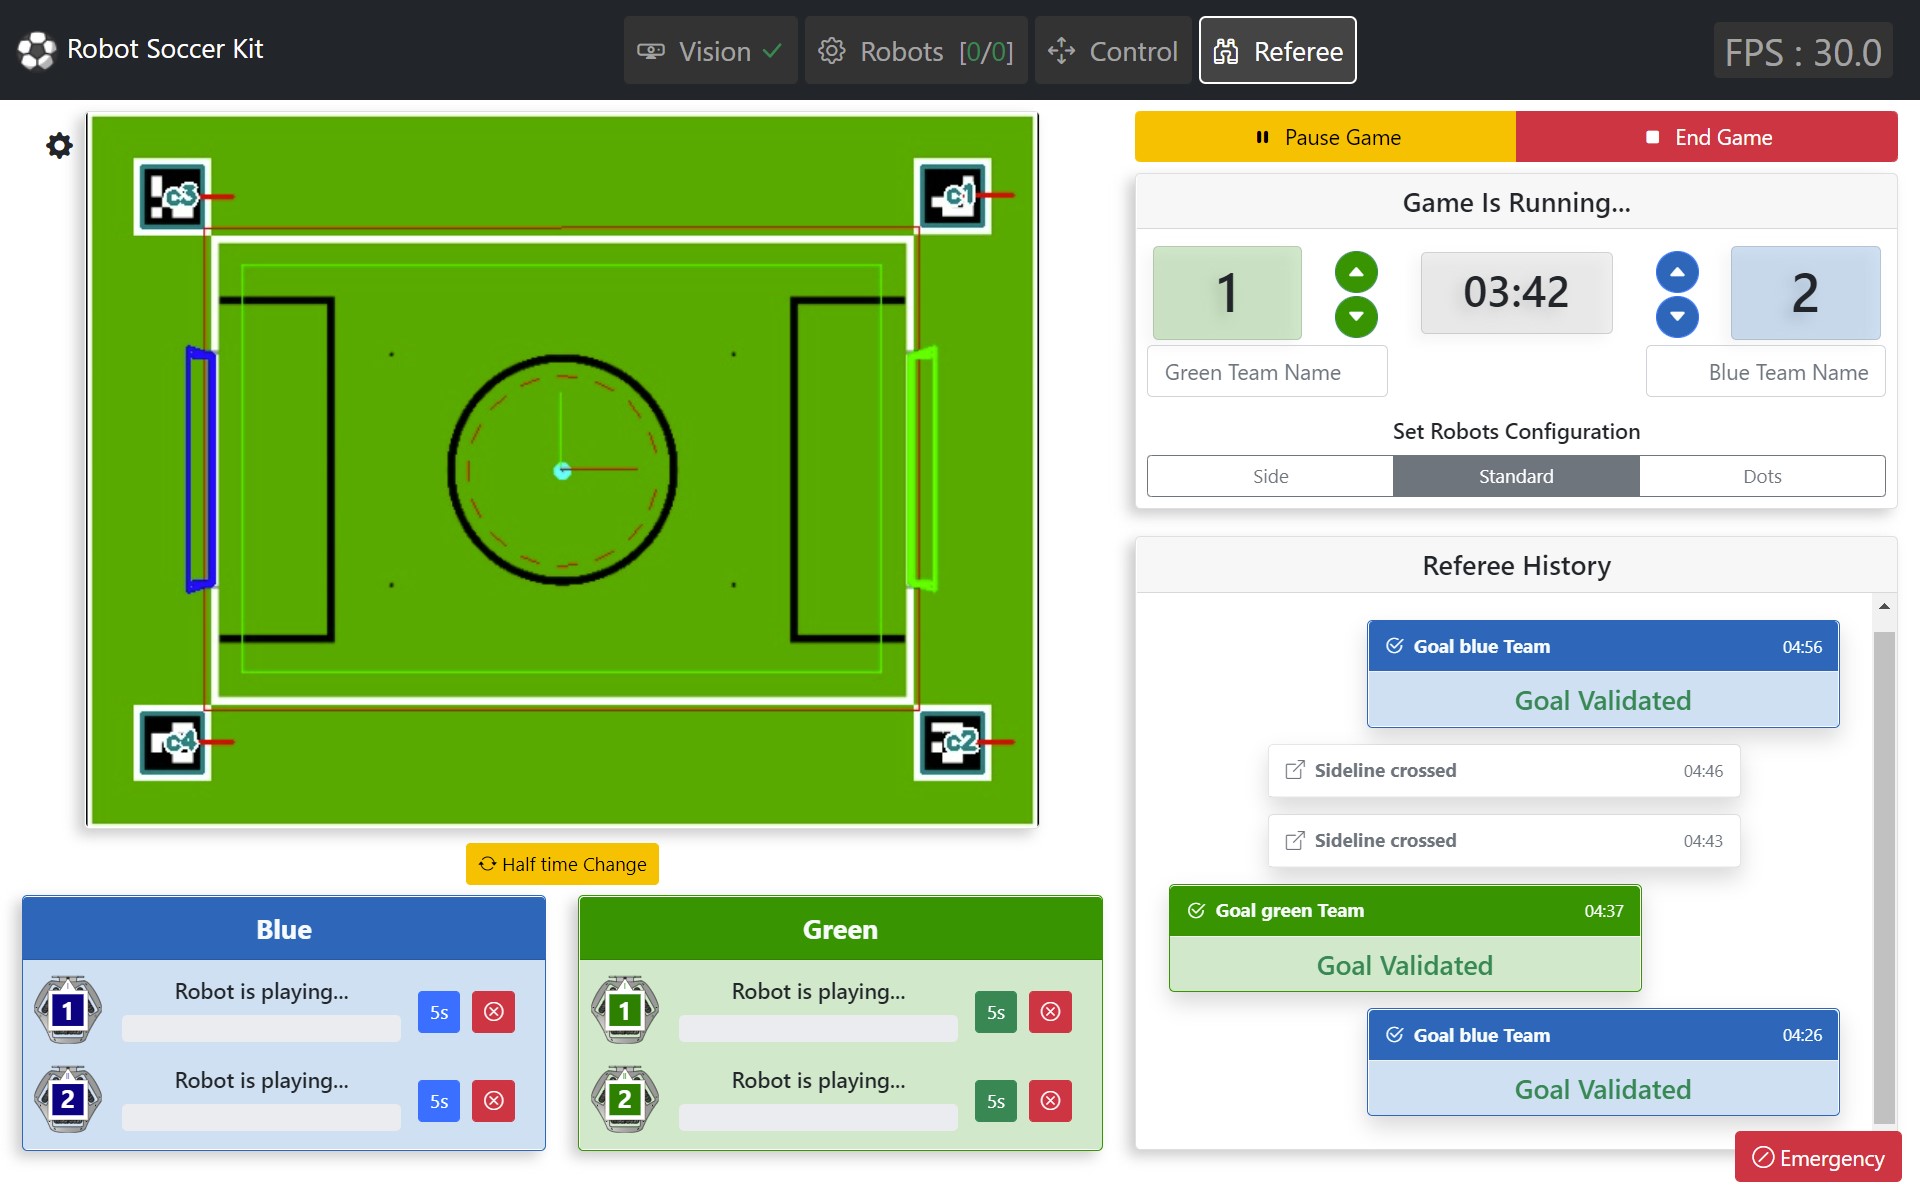 Robot Soccer Kit
Vision
Robots [0/0]
Control
Referee
FPS : 30.0
c3
c1
c4
c2
Half time Change
Blue
1
Robot is playing...
5s
2
Robot is playing...
5s
Green
1
Robot is playing...
5s
2
Robot is playing...
5s
Pause Game
End Game
Game Is Running...
1
03:42
2
Green Team Name
Blue Team Name
Set Robots Configuration
Side
Standard
Dots
Referee History
Goal blue Team 04:56
Goal Validated
Sideline crossed 04:46
Sideline crossed 04:43
Goal green Team 04:37
Goal Validated
Goal blue Team 04:26
Goal Validated
Emergency